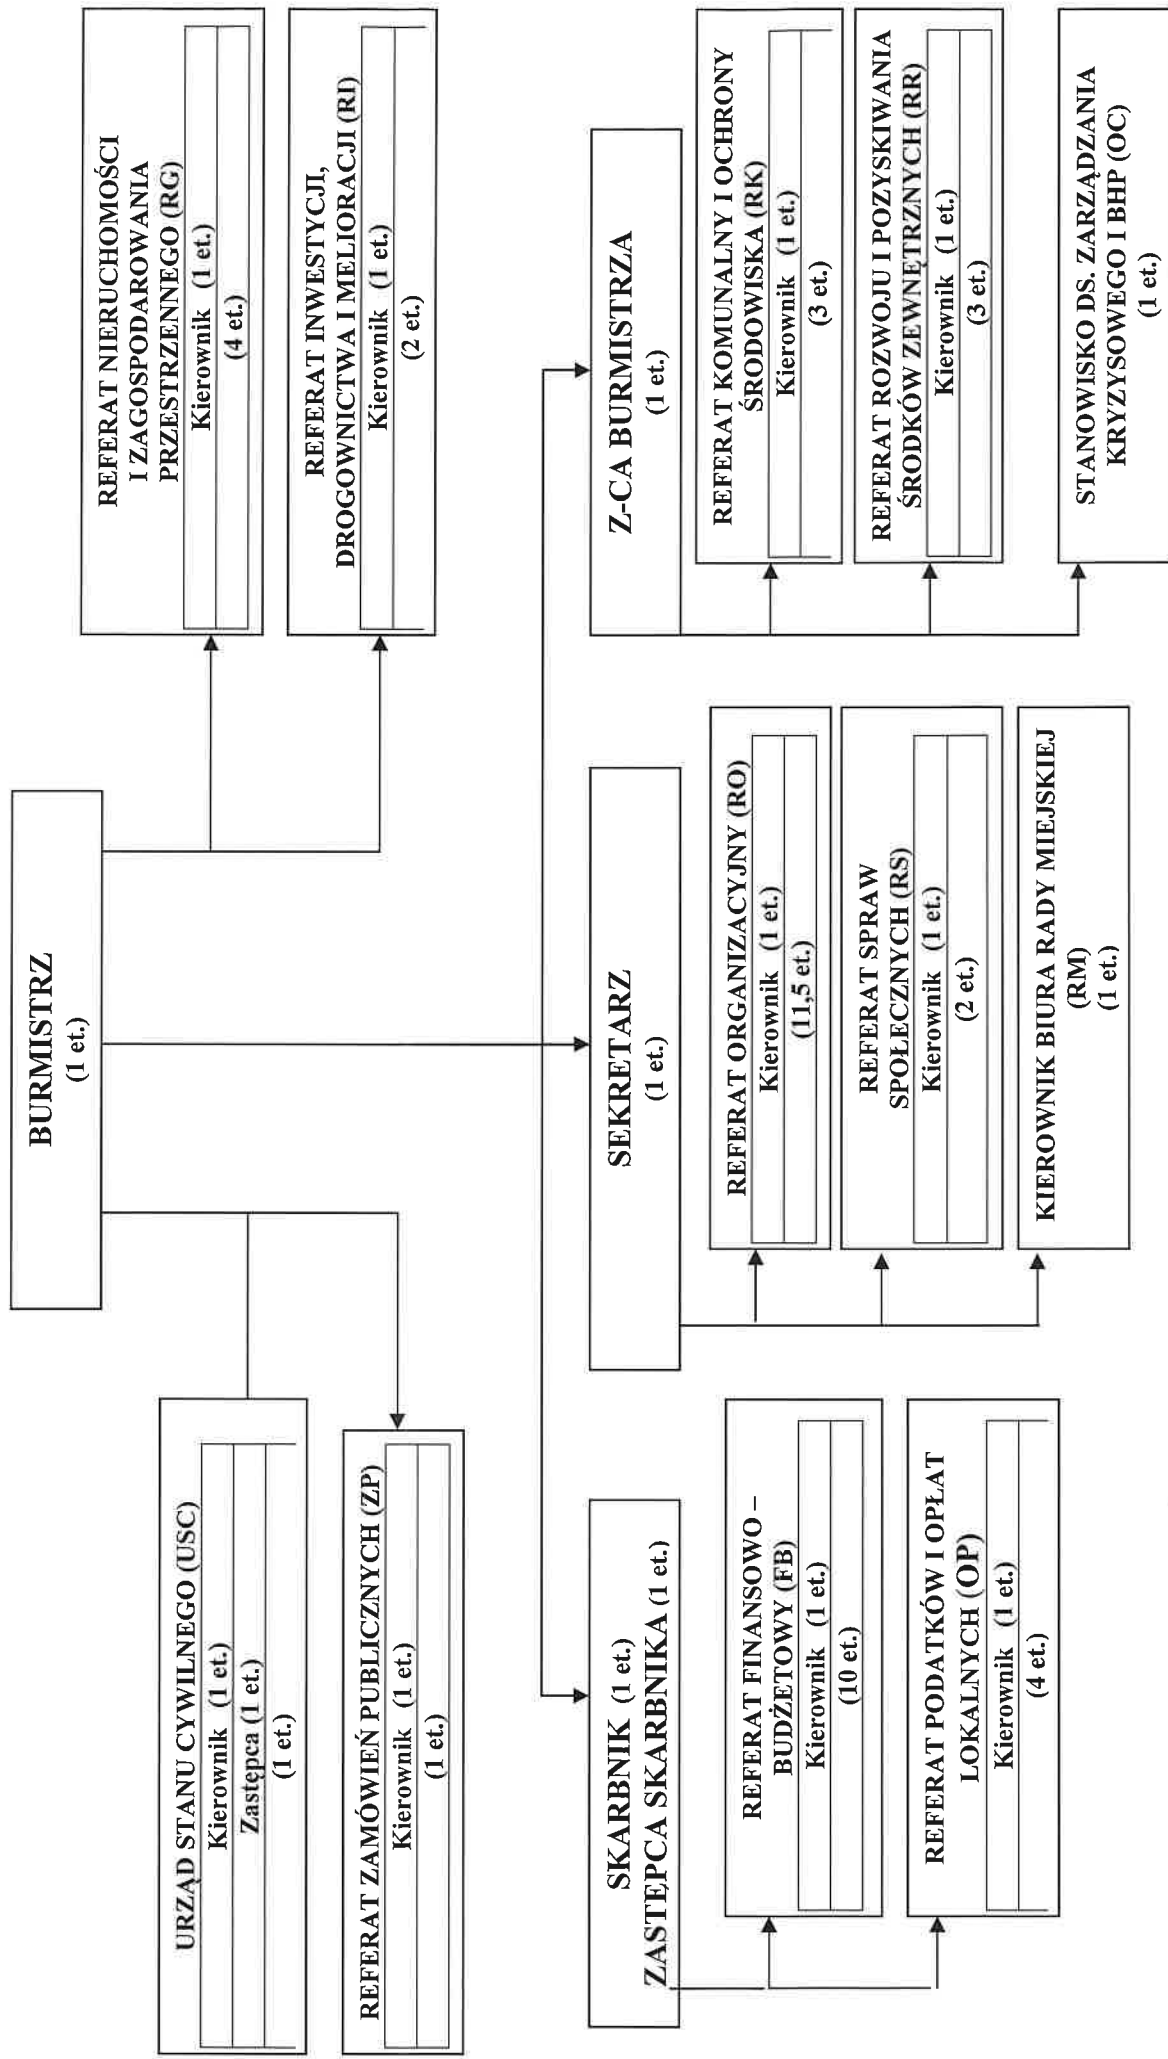 BURMISTRZ
(1 et.)
URZĄD STANU CYWILNEGO (USC)
Kierownik (1 et.)
Zastępca (1 et.)
(1 et.)
REFERAT ZAMÓWIEŃ PUBLICZNYCH (ZP)
Kierownik (1 et.)
(1 et.)
REFERAT NIERUCHOMOŚCI
I ZAGOSPODAROWANIA
PRZESTRZENNEGO (RG)
Kierownik (1 et.)
(4 et.)
REFERAT INWESTYCJI,
DROGOWNICTWA I MELIORACJI (RI)
Kierownik (1 et.)
(2 et.)
SKARBNIK (1 et.)
ZASTĘPCA SKARBNIKA (1 et.)
REFERAT FINANSOWO –
BUDŻETOWY (FB)
Kierownik (1 et.)
(10 et.)
REFERAT PODATKÓW I OPŁAT
LOKALNYCH (OP)
Kierownik (1 et.)
(4 et.)
SEKRETARZ
(1 et.)
REFERAT ORGANIZACYJNY (RO)
Kierownik (1 et.)
(11,5 et.)
REFERAT SPRAW
SPOŁECZNYCH (RS)
Kierownik (1 et.)
(2 et.)
KIEROWNIK BIURA RADY MIEJSKIEJ
(RM)
(1 et.)
Z-CA BURMISTRZA
(1 et.)
REFERAT KOMUNALNY I OCHRONY
ŚRODOWISKA (RK)
Kierownik (1 et.)
(3 et.)
REFERAT ROZWOJU I POZYSKIWANIA
ŚRODKÓW ZEWNĘTRZNYCH (RR)
Kierownik (1 et.)
(3 et.)
STANOWISKO DS. ZARZĄDZANIA
KRYZYSOWEGO I BHP (OC)
(1 et.)